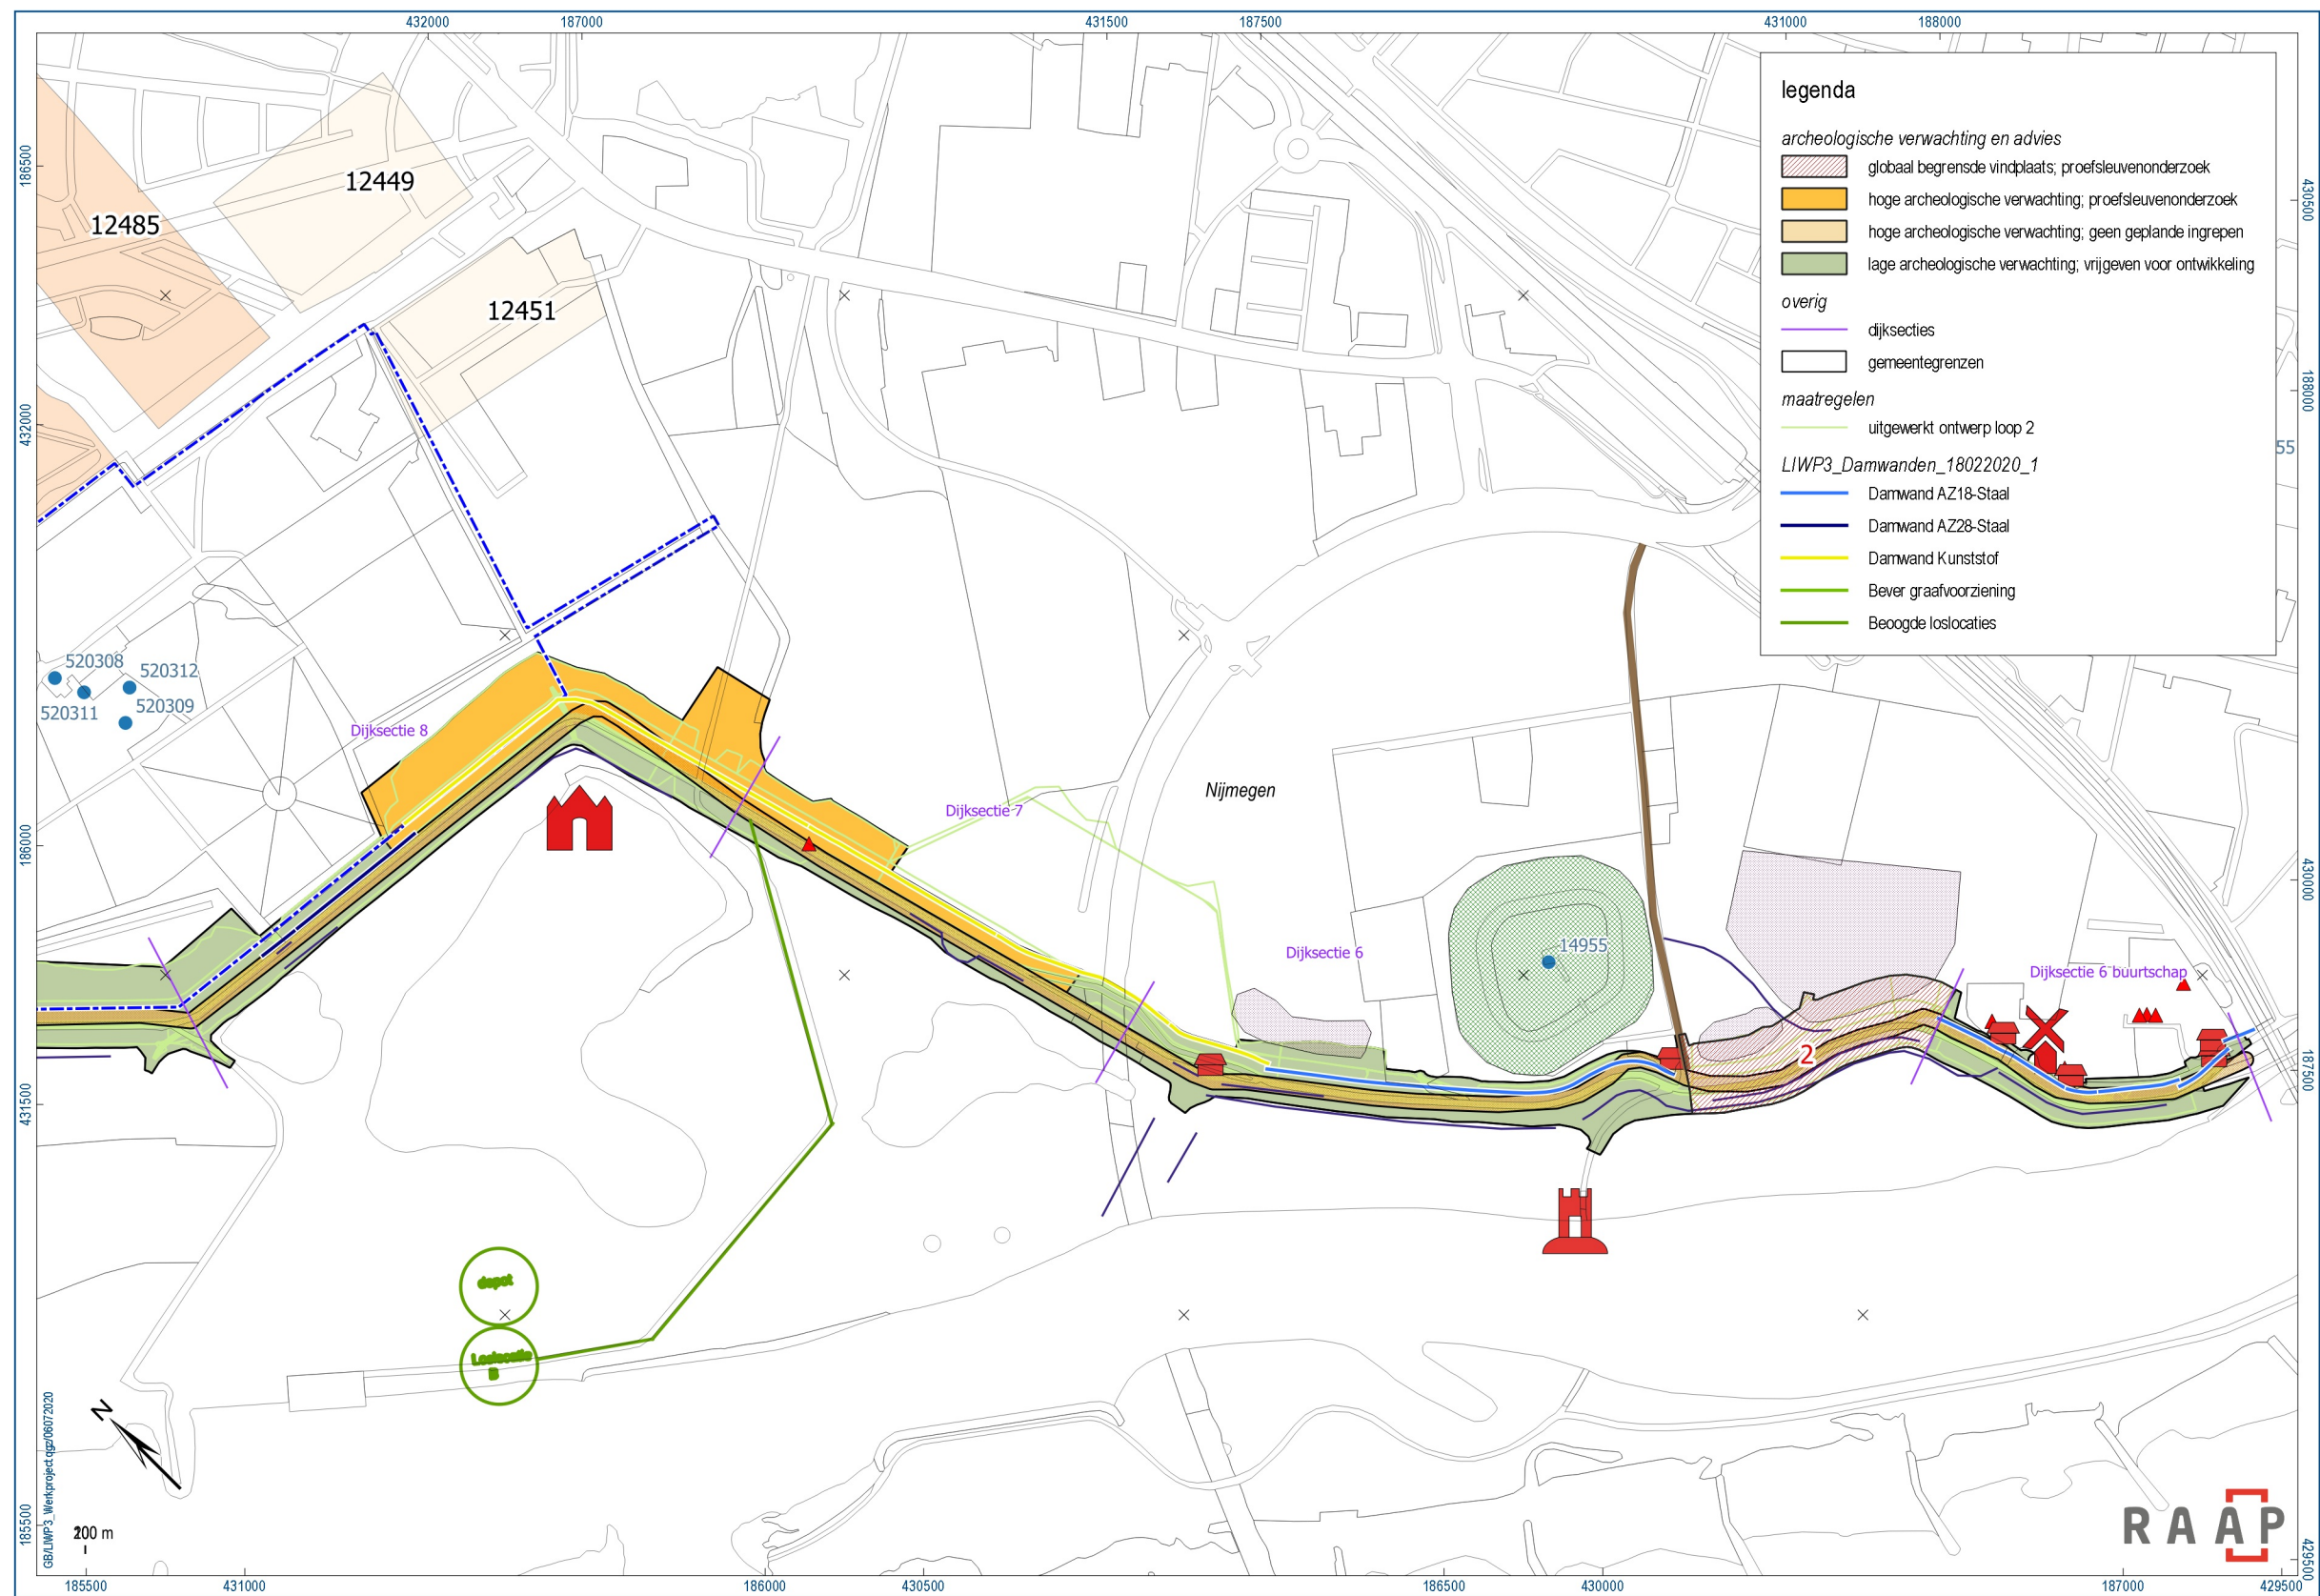 432000
187000
431500
187500
431000
188000
legenda
archeologische verwachting en advies
globaal begrensde vindplaats; proefsleuvenonderzoek
hoge archeologische verwachting; proefsleuvenonderzoek
hoge archeologische verwachting; geen geplande ingrepen
lage archeologische verwachting; vrijgeven voor ontwikkeling
overig
dijksecties
gemeentegrenzen
maatregelen
uitgewerkt ontwerp loop 2
LIWP3_Damwanden_18022020_1
Damwand AZ18-Staal
Damwand AZ28-Staal
Damwand Kunststof
Bever graafvoorziening
Beoogde loslocaties
186500
430500
12449
12485
12451
432000
188000
55
520308
520312
520311
520309
Dijksectie 8
Nijmegen
Dijksectie 7
186000
430000
Dijksectie 6
14955
Dijksectie 6 buurtschap
2
431500
187500
depot
Loslocatie
B
N
GB/LIWP3_Werkproject.qgz/06072020
185500
200 m
RAAP
429500
185500
431000
186000
430500
186500
430000
187000
429500